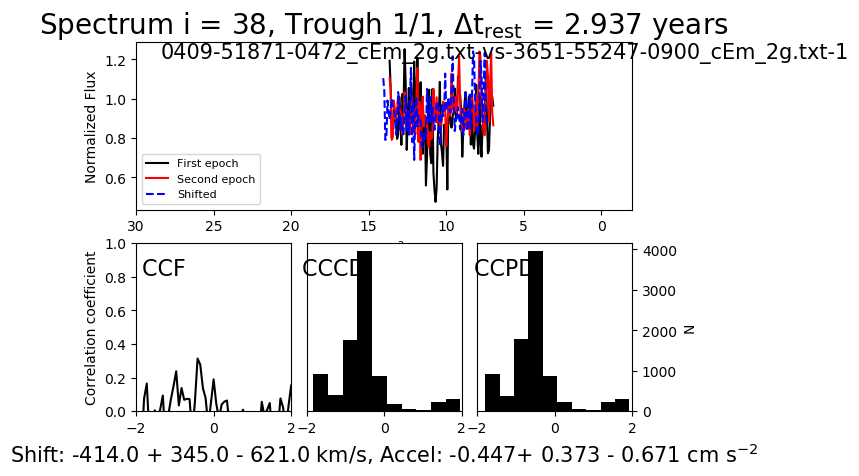 Spectrum i = 38, Trough 1/1, Δt_rest = 2.937 years
0409-51871-0472_cEm_2g.txt-vs-3651-55247-0900_cEm_2g.txt-1
Normalized Flux
1.2
1.0
0.8
0.6
First epoch
Second epoch
Shifted
30 25 20 15 10 5 0
Correlation coefficient
1.0
0.8
0.6
0.4
0.2
0.0
CCF
−2 0 2
CCCD
−2 0 2
CCPD
−2 0 2
4000
3000
2000
1000
0
N
Shift: -414.0 + 345.0 - 621.0 km/s, Accel: -0.447+ 0.373 - 0.671 cm s⁻²